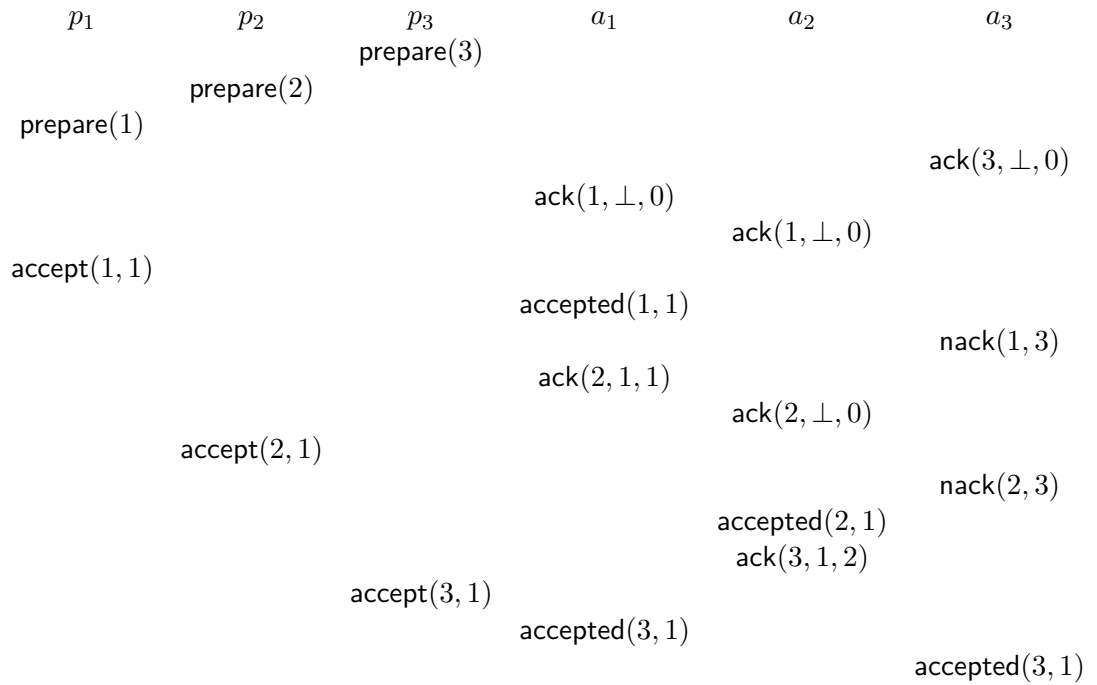 p₁ p₂ p₃ a₁ a₂ a₃
prepare(3)
prepare(2)
prepare(1)
ack(3, ⊥, 0)
ack(1, ⊥, 0)
ack(1, ⊥, 0)
accept(1, 1)
accepted(1, 1)
nack(1, 3)
ack(2, 1, 1)
ack(2, ⊥, 0)
accept(2, 1)
nack(2, 3)
accepted(2, 1)
ack(3, 1, 2)
accept(3, 1)
accepted(3, 1)
accepted(3, 1)